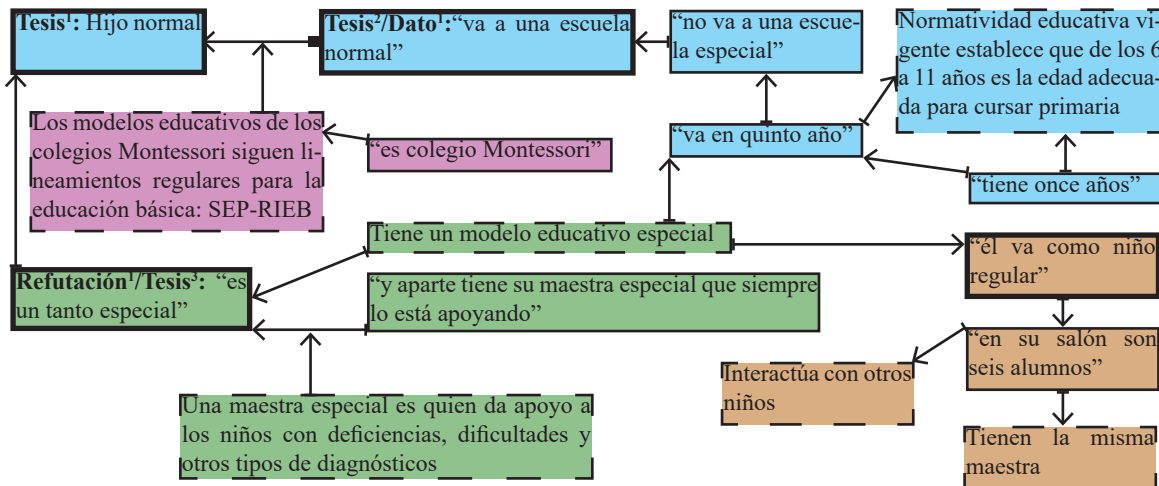 Tesis¹: Hijo normal
Tesis²/Dato¹:“va a una escuela
normal”
“no va a una escue-
la especial”
Normatividad educativa vi-
gente establece que de los 6
a 11 años es la edad adecua-
da para cursar primaria
Los modelos educativos de los
colegios Montessori siguen li-
neamientos regulares para la
educación básica: SEP-RIEB
“es colegio Montessori”
“va en quinto año”
“tiene once años”
Tiene un modelo educativo especial
“él va como niño
regular”
Refutación¹/Tesis³: “es
un tanto especial”
“y aparte tiene su maestra especial que siempre
lo está apoyando”
“en su salón son
seis alumnos”
Interactúa con otros
niños
Una maestra especial es quien da apoyo a
los niños con deficiencias, dificultades y
otros tipos de diagnósticos
Tienen la misma
maestra